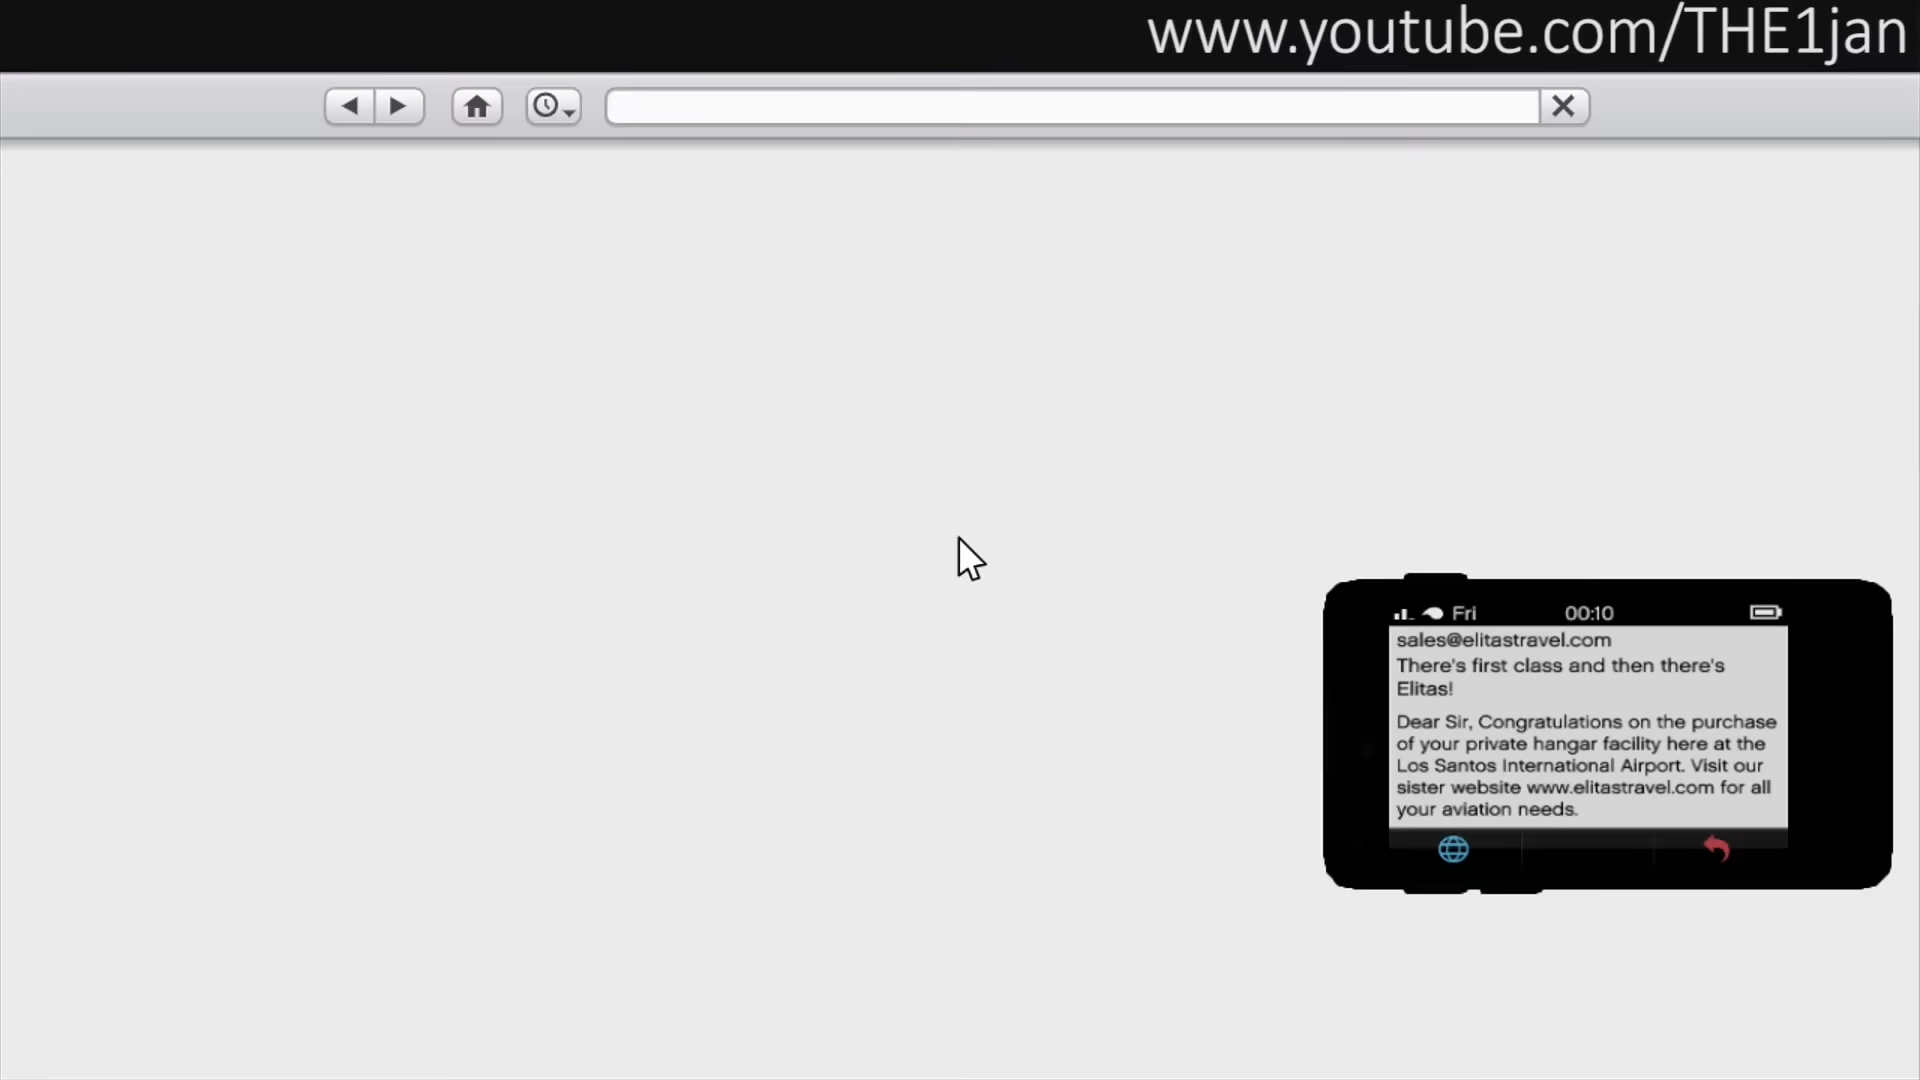 www.youtube.com/THE1jan
Fri 00:10
sales@elitastravel.com
There's first class and then there's
Elitas!
Dear Sir, Congratulations on the purchase
of your private hangar facility here at the
Los Santos International Airport. Visit our
sister website www.elitastravel.com for all
your aviation needs.